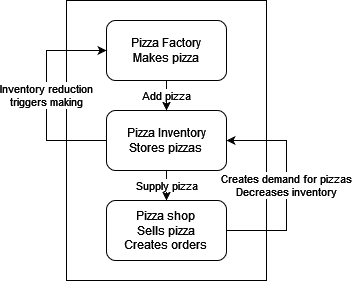 Pizza Factory
Makes pizza
Inventory reduction
triggers making
Add pizza
Pizza Inventory
Stores pizzas
Creates demand for pizzas
Decreases inventory
Supply pizza
Pizza shop
Sells pizza
Creates orders